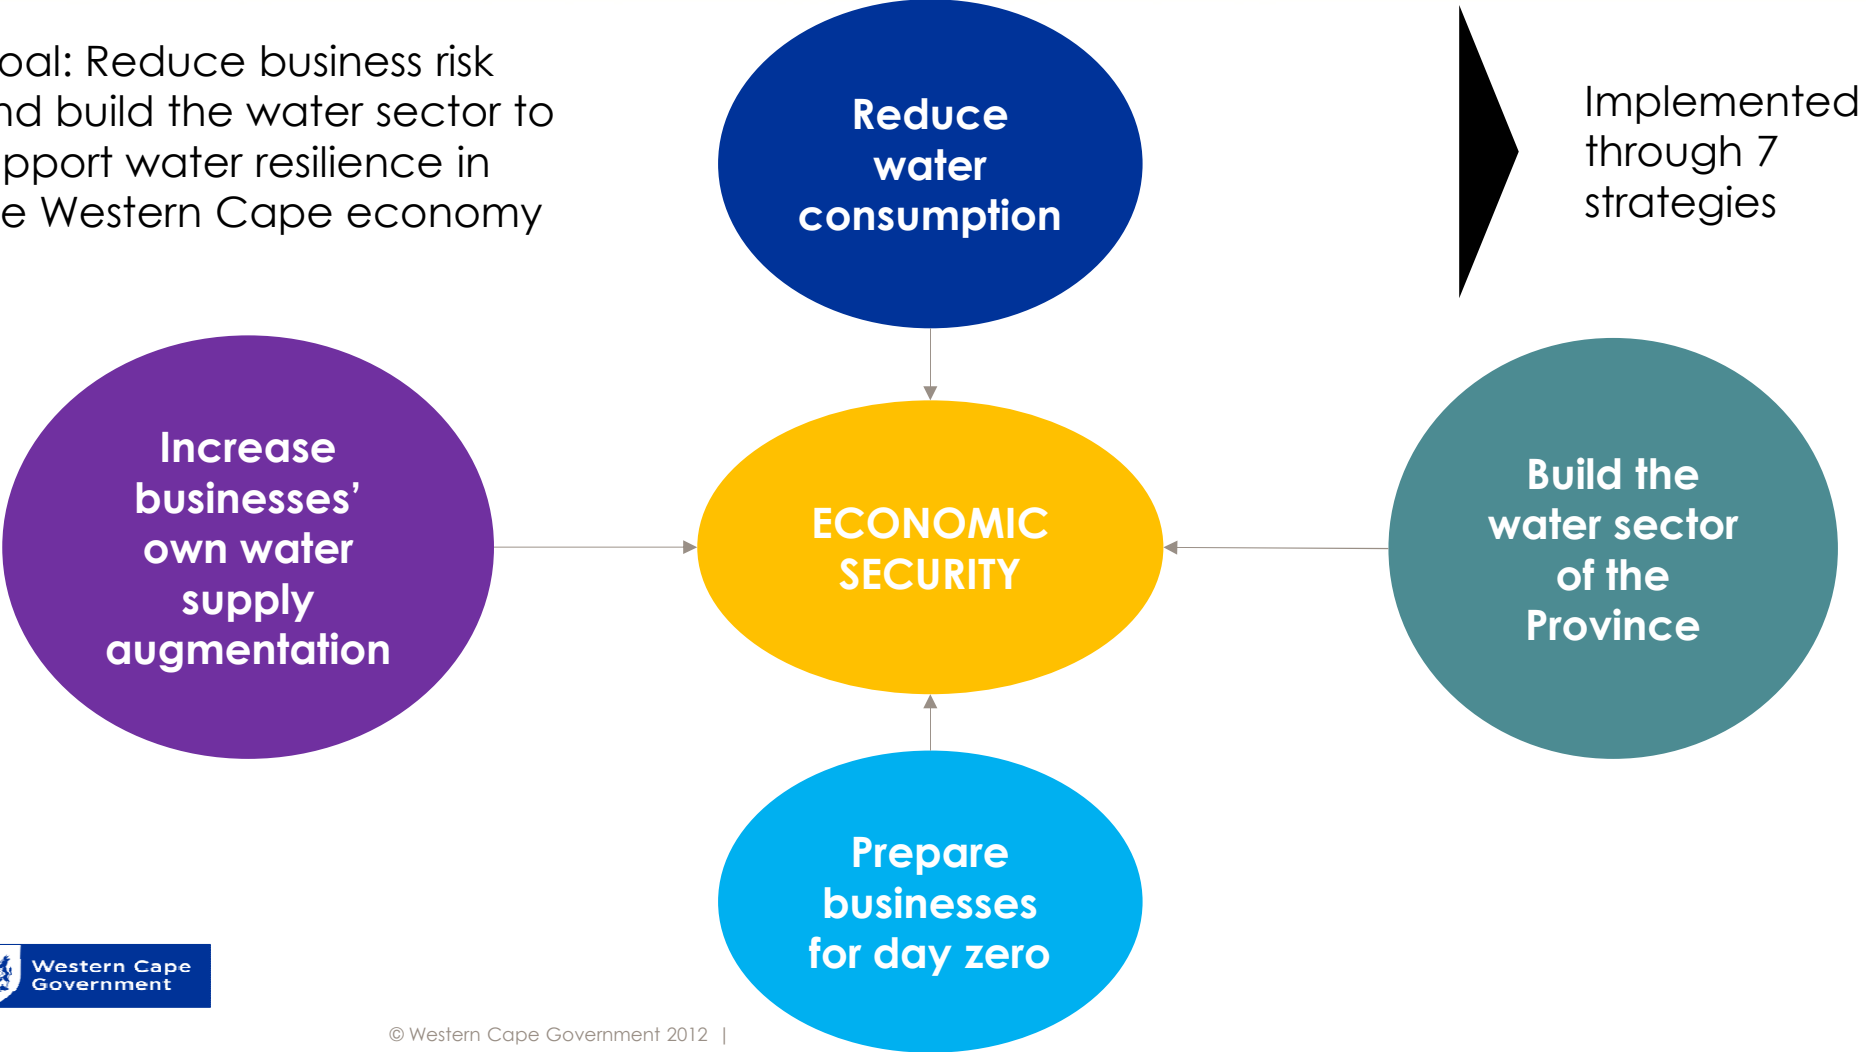 oal: Reduce business risk
nd build the water sector to
pport water resilience in
e Western Cape economy
Reduce
water
consumption
Implemented
through 7
strategies
Increase
businesses’
own water
supply
augmentation
ECONOMIC
SECURITY
Build the
water sector
of the
Province
Prepare
businesses
for day zero
Western Cape
Government
© Western Cape Government 2012 |